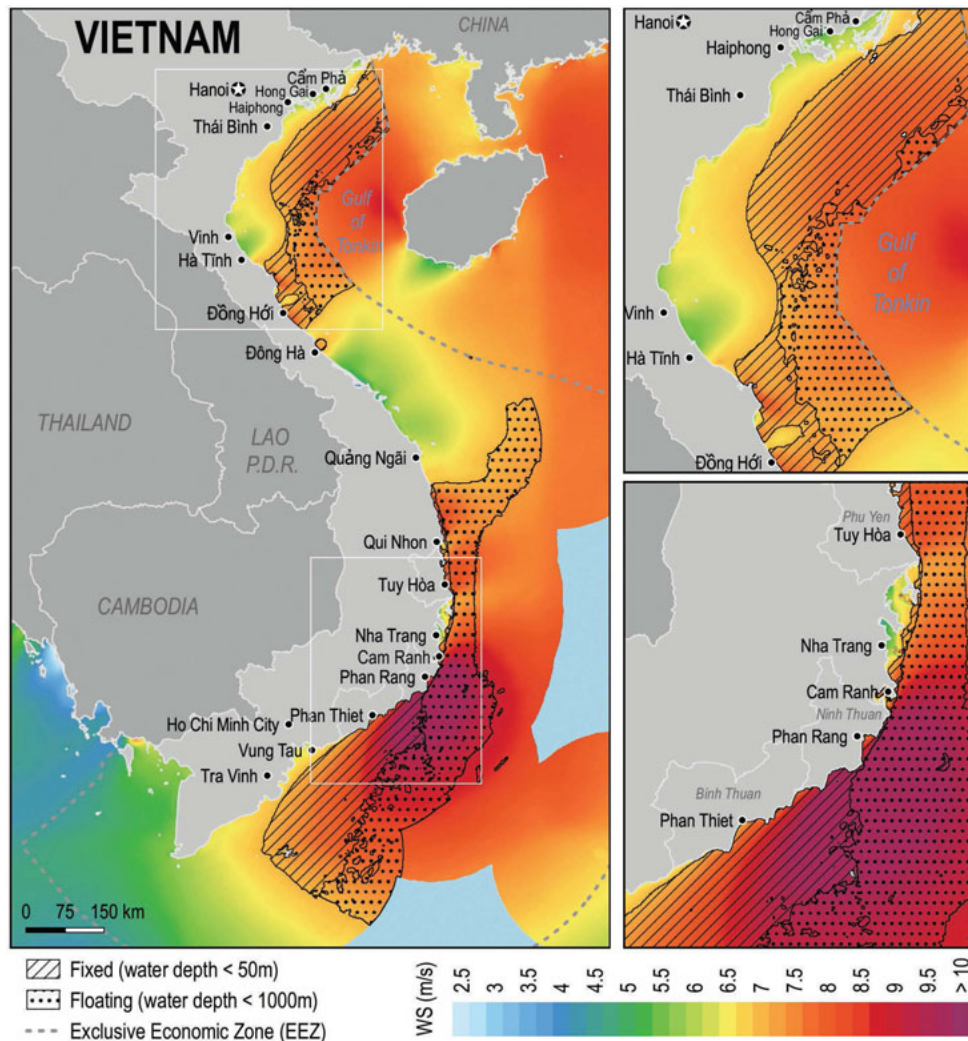 VIETNAM
CHINA
Hanoi
Cẩm Phả
Hong Gai
Haiphong
Thái Bình
Gulf
of
Tonkin
Vinh
Hà Tĩnh
Đồng Hới
Đông Hà
THAILAND
LAO
P.D.R.
Quảng Ngãi
Qui Nhon
Tuy Hòa
CAMBODIA
Nha Trang
Cam Ranh
Phan Rang
Phan Thiet
Ho Chi Minh City
Vung Tau
Tra Vinh
0 75 150 km
Hanoi
Cẩm Phả
Hong Gai
Haiphong
Thái Bình
Gulf
of
Tonkin
Vinh
Hà Tĩnh
Đồng Hới
Phu Yen
Tuy Hòa
Nha Trang
Cam Ranh
Ninh Thuan
Phan Rang
Binh Thuan
Phan Thiet
Fixed (water depth < 50m)
Floating (water depth < 1000m)
Exclusive Economic Zone (EEZ)
WS (m/s)
2.5
3
3.5
4
4.5
5
5.5
6
6.5
7
7.5
8
8.5
9
9.5
> 10